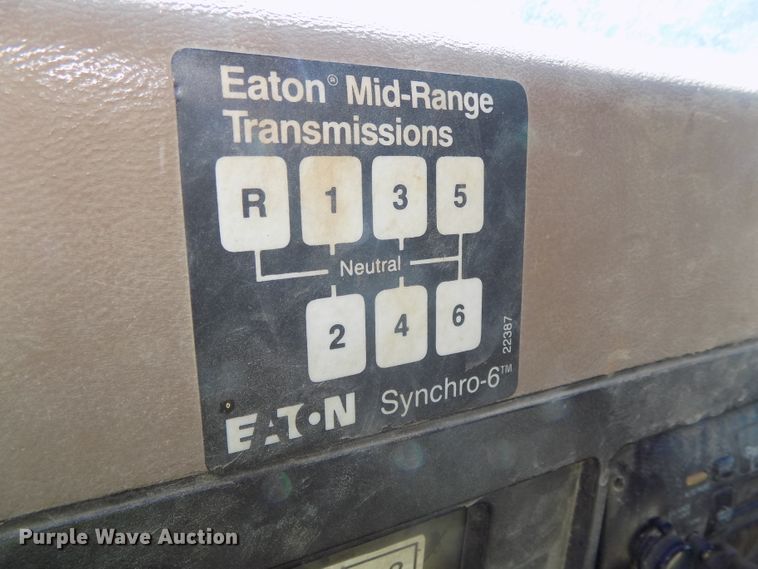 Eaton® Mid-Range
Transmissions
R 1 3 5
Neutral
2 4 6
22387
EATON Synchro-6™
Purple Wave Auction